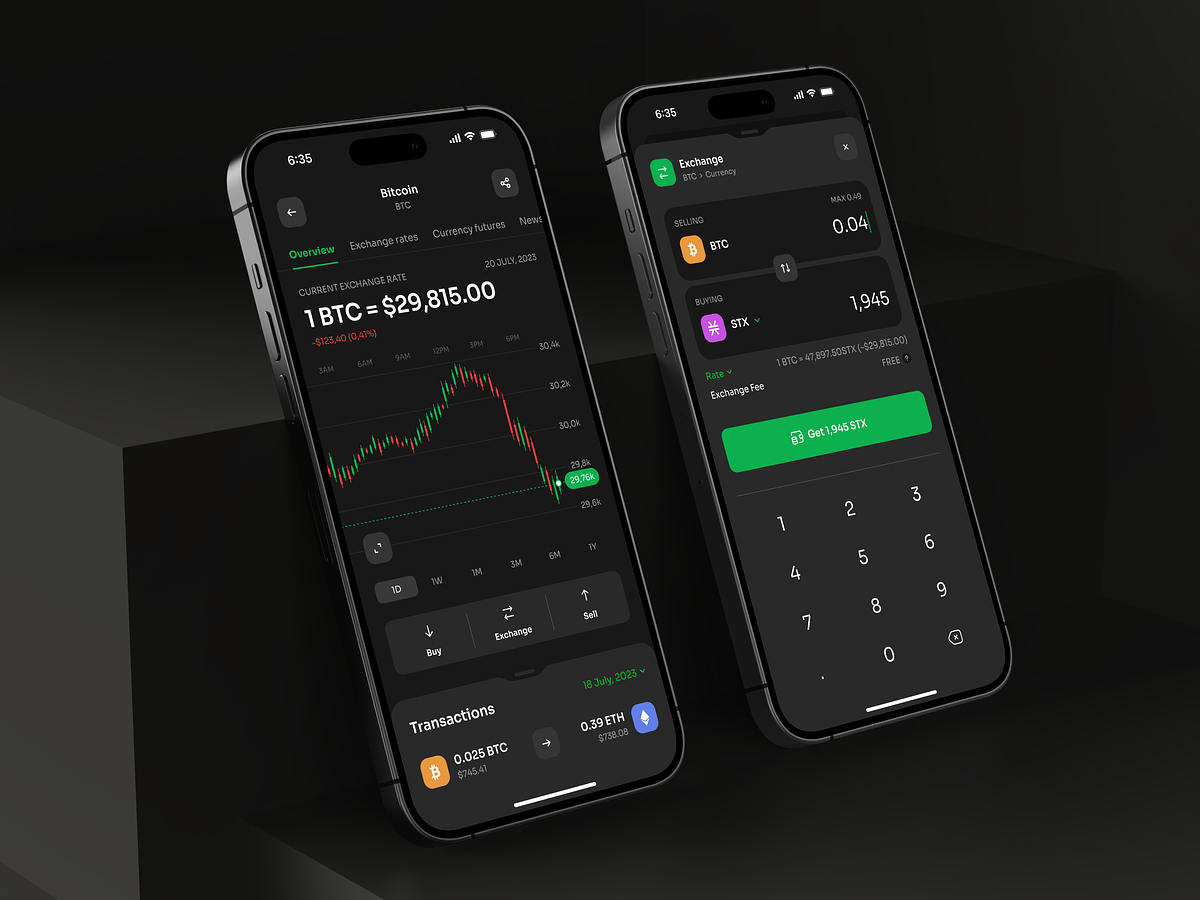 6:35
Bitcoin
BTC
Overview Exchange rates Currency futures News
CURRENT EXCHANGE RATE 20 JULY, 2023
1 BTC = $29,815.00
-$123,40 (0,41%)
3AM 6AM 9AM 12PM 3PM 6PM
30,4k
30,2k
30,0k
29,8k
29,76k
29,6k
1D 1W 1M 3M 6M 1Y
Buy Exchange Sell
Transactions 18 July, 2023
0.025 BTC 0.39 ETH
$745.41 $738.08
6:35
Exchange
BTC > Currency
SELLING MAX 0.49
BTC 0.04
BUYING
STX 1,945
Rate 1 BTC = 47,897.50STX (~$29,815.00)
Exchange Fee FREE ?
Get 1,945 STX
1 2 3
4 5 6
7 8 9
. 0